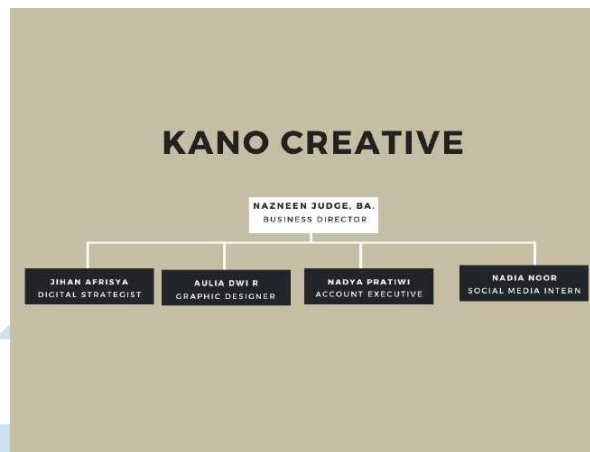 KANO CREATIVE
NAZNEEN JUDGE, BA.
BUSINESS DIRECTOR
JIHAN AFRISYA
DIGITAL STRATEGIST
AULIA DWI R
GRAPHIC DESIGNER
NADYA PRATIWI
ACCOUNT EXECUTIVE
NADIA NOOR
SOCIAL MEDIA INTERN